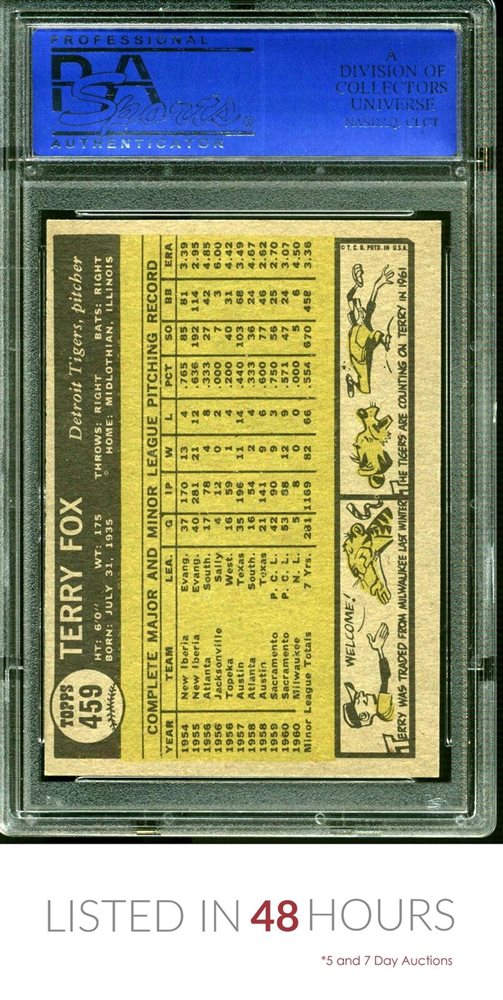 PROFESSIONAL
PSA
Sports
AUTHENTICATOR
A
DIVISION OF
COLLECTORS
UNIVERSE
NASDAQ: CLCT
TOPPS
459
TERRY FOX
Detroit Tigers, pitcher
HT: 6'0" WT: 175 THROWS: RIGHT BATS: RIGHT
BORN: JULY 31, 1935 HOME: MIDLOTHIAN, ILLINOIS
COMPLETE MAJOR AND MINOR LEAGUE PITCHING RECORD
YEAR TEAM LEA. G IP W L PCT SO BB ERA
1954 New Iberia Evang. 37 170 13 4 .765 85 81 3.39
1955 New Iberia Evang. 40 281 21 12 .636 192 114 2.95
1956 Atlanta South. 17 78 4 8 .333 27 42 4.85
1956 Jacksonville Sally 4 12 0 2 .000 7 3 6.00
1956 Topeka West. 16 59 1 4 .200 40 31 4.42
1957 Austin Texas 35 196 11 14 .440 103 68 3.49
1958 Atlanta South. 16 54 2 4 .333 36 24 4.67
1958 Austin Texas 21 141 9 6 .600 77 46 2.62
1959 Sacramento P.C.L. 42 90 9 3 .750 56 25 2.70
1960 Sacramento P.C.L. 53 88 12 9 .571 47 24 3.07
1960 Milwaukee N.L. 5 8 0 0 .000 5 6 4.50
Minor League Totals 7 Yrs. 281 1169 82 66 .554 670 458 3.36
WELCOME!
TERRY WAS TRADED FROM MILWAUKEE LAST WINTER.
THE TIGERS ARE COUNTING ON TERRY IN 1961
© T.C.G. PRTD. IN U.S.A.
LISTED IN 48 HOURS
*5 and 7 Day Auctions